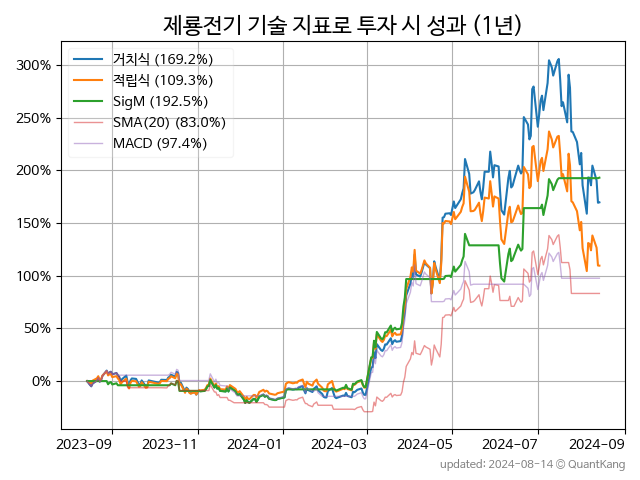 제룡전기 기술 지표로 투자 시 성과 (1년)
거치식 (169.2%)
적립식 (109.3%)
SigM (192.5%)
SMA(20) (83.0%)
MACD (97.4%)
300%
250%
200%
150%
100%
50%
0%
2023-09 2023-11 2024-01 2024-03 2024-05 2024-07 2024-09
updated: 2024-08-14 © QuantKang